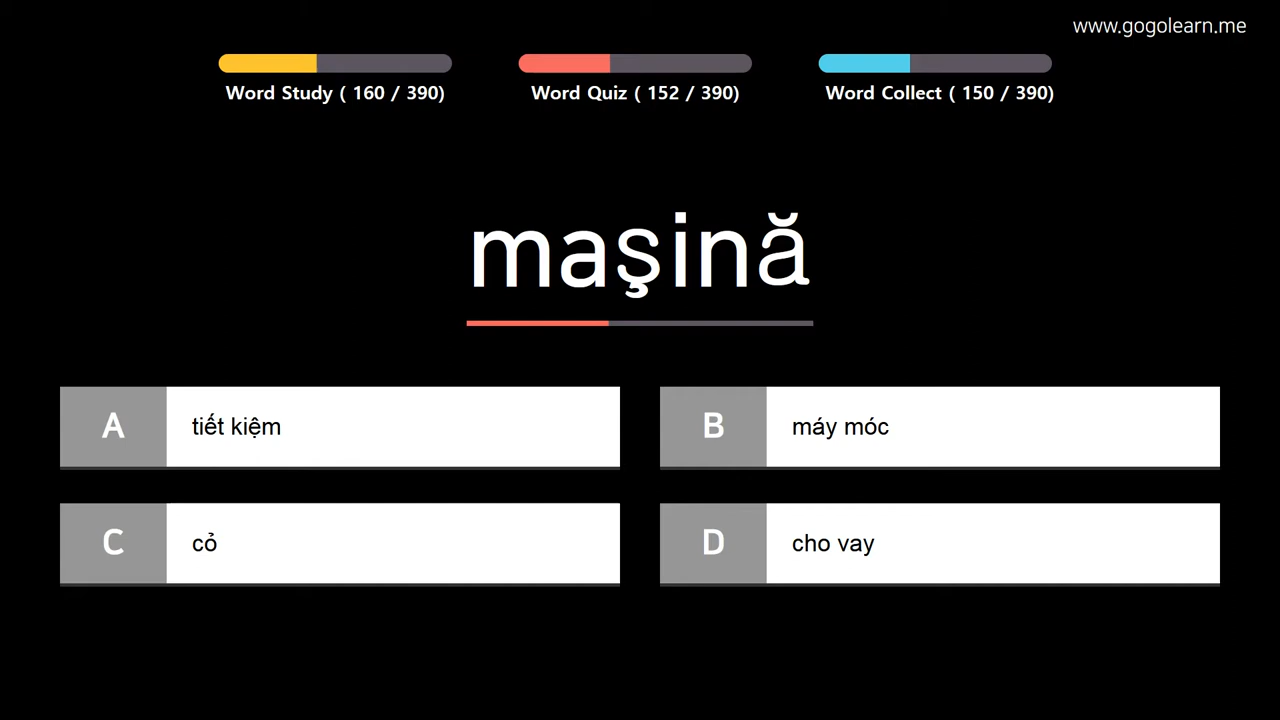 www.gogolearn.me
Word Study ( 160 / 390)
Word Quiz ( 152 / 390)
Word Collect ( 150 / 390)
maşină
A tiết kiệm
B máy móc
C cỏ
D cho vay